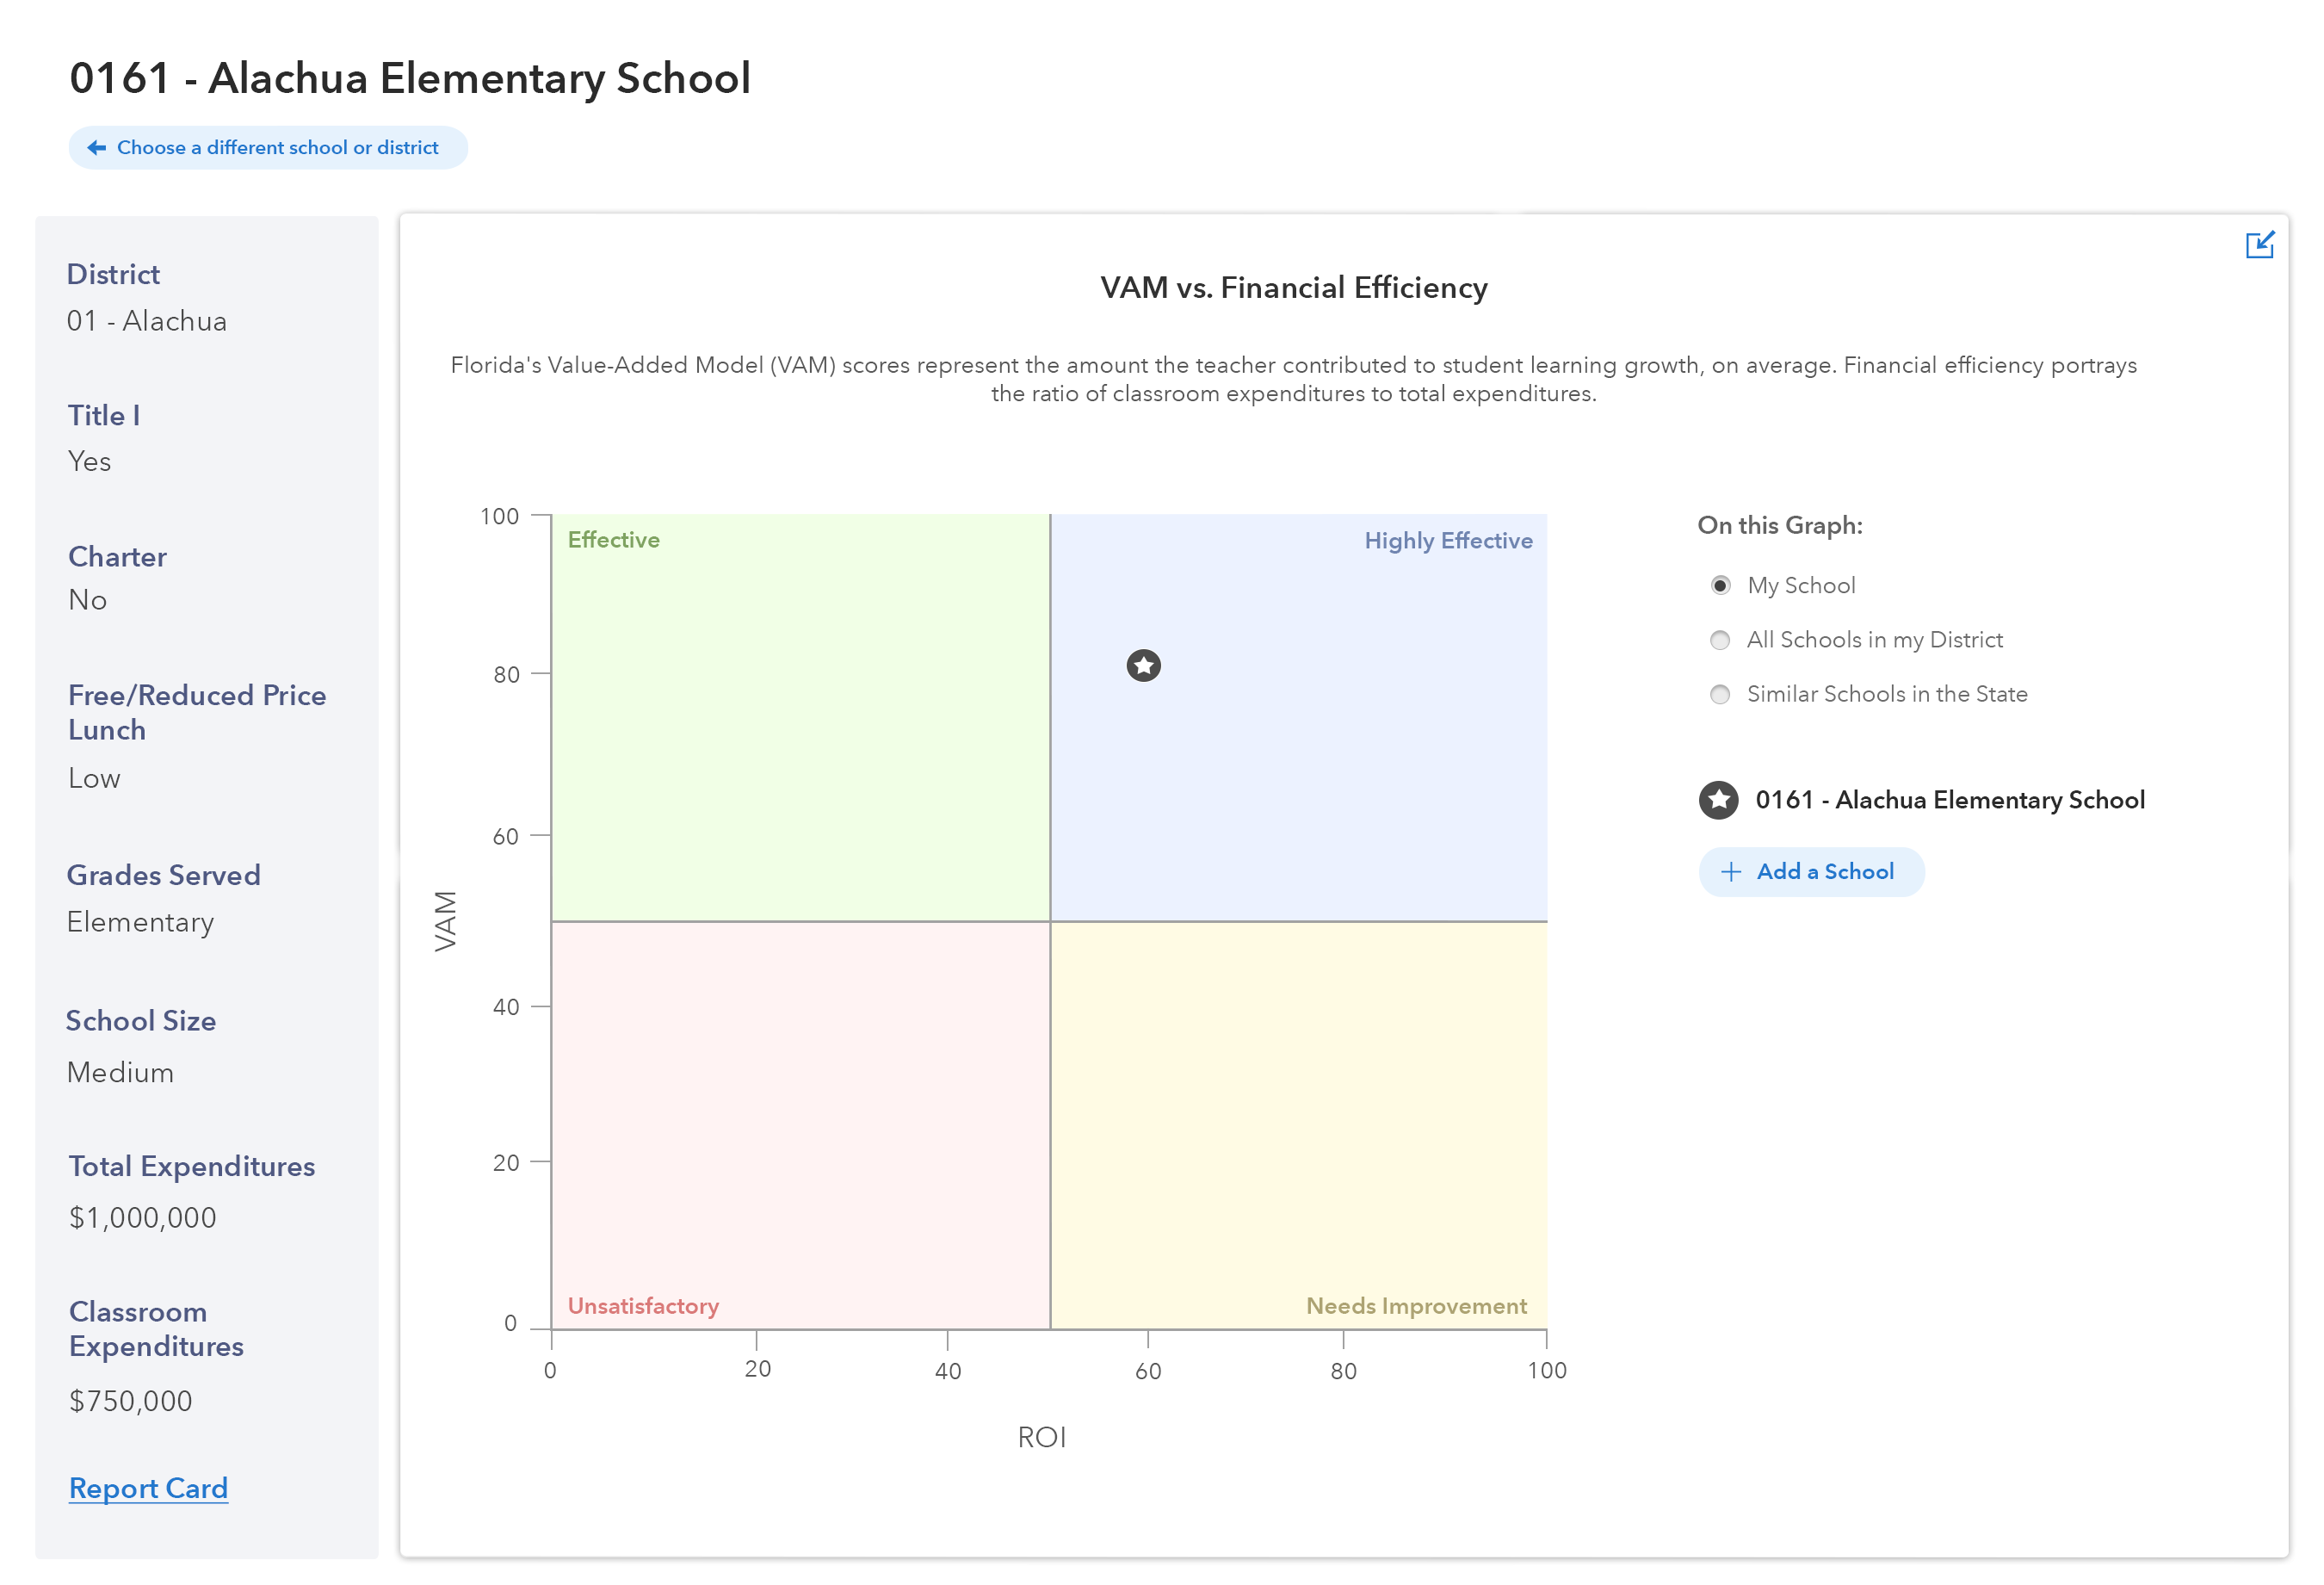 0161 - Alachua Elementary School
Choose a different school or district
District
01 - Alachua
Title I
Yes
Charter
No
Free/Reduced Price
Lunch
Low
Grades Served
Elementary
School Size
Medium
Total Expenditures
$1,000,000
Classroom
Expenditures
$750,000
Report Card
VAM vs. Financial Efficiency
Florida's Value-Added Model (VAM) scores represent the amount the teacher contributed to student learning growth, on average. Financial efficiency portrays
the ratio of classroom expenditures to total expenditures.
100
80
60
40
20
0
VAM
Effective
Highly Effective
Unsatisfactory
Needs Improvement
0
20
40
60
80
100
ROI
On this Graph:
My School
All Schools in my District
Similar Schools in the State
0161 - Alachua Elementary School
Add a School